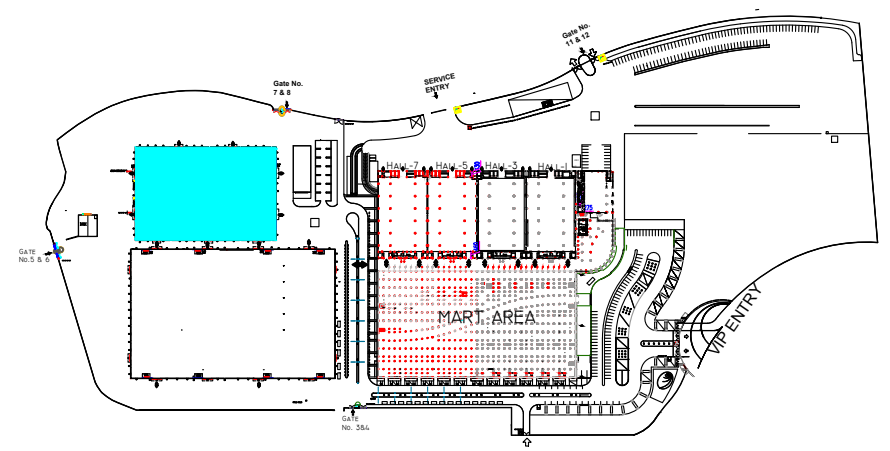 Gate No.
11 & 12
SERVICE
ENTRY
Gate No.
7 & 8
HALL-7
HALL-5
HALL-3
HALL-1
GATE
No.5 & 6
MART AREA
VIP ENTRY
GATE
No. 3&4